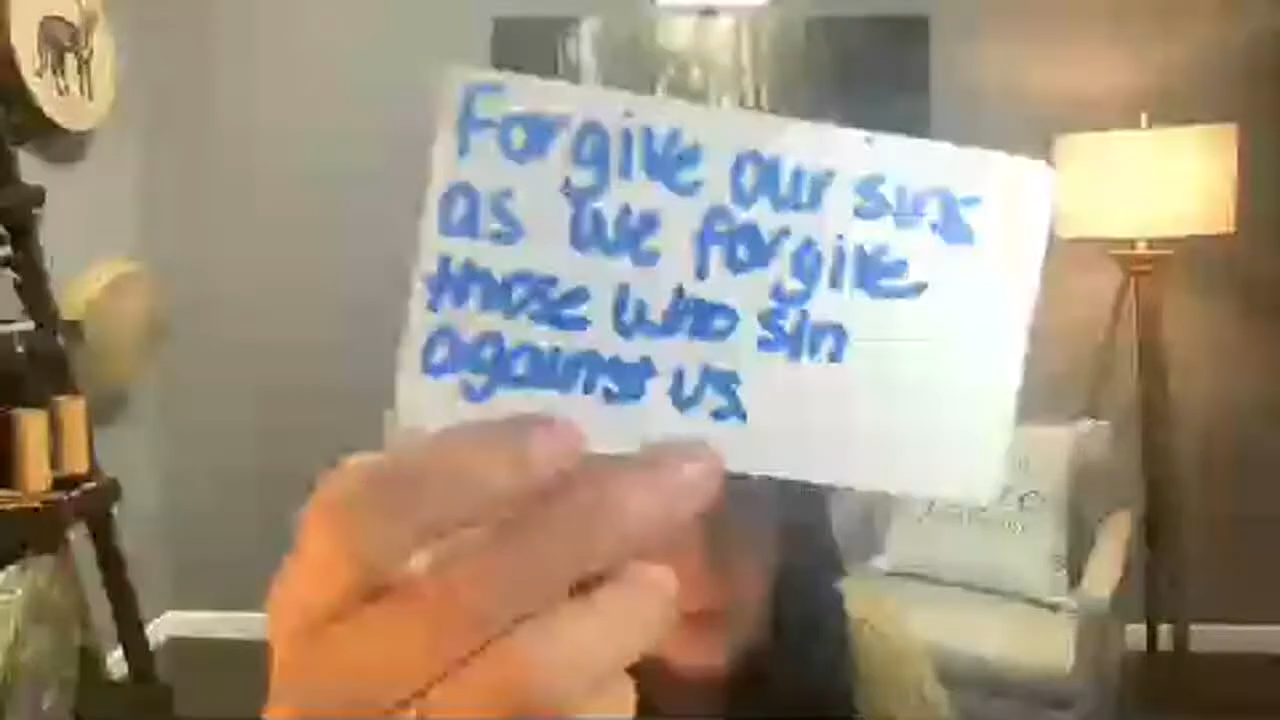 Forgive our sins
as we forgive
those who sin
against us.